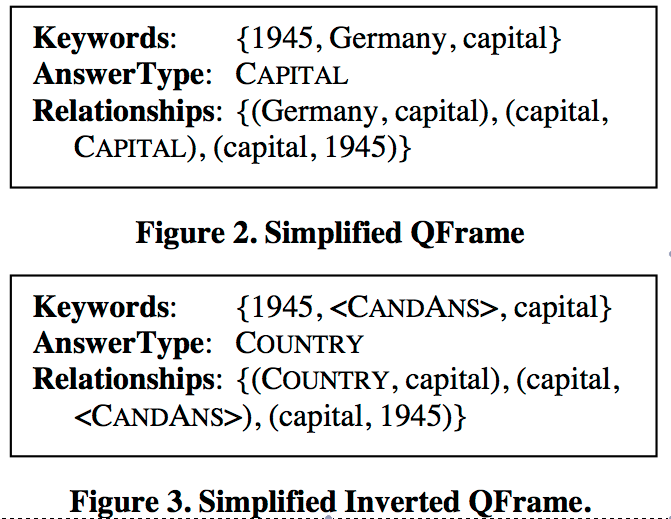 Keywords: {1945, Germany, capital}
AnswerType: CAPITAL
Relationships: {(Germany, capital), (capital,
CAPITAL), (capital, 1945)}
Figure 2. Simplified QFrame
Keywords: {1945, <CANDANS>, capital}
AnswerType: COUNTRY
Relationships: {(COUNTRY, capital), (capital,
<CANDANS>), (capital, 1945)}
Figure 3. Simplified Inverted QFrame.